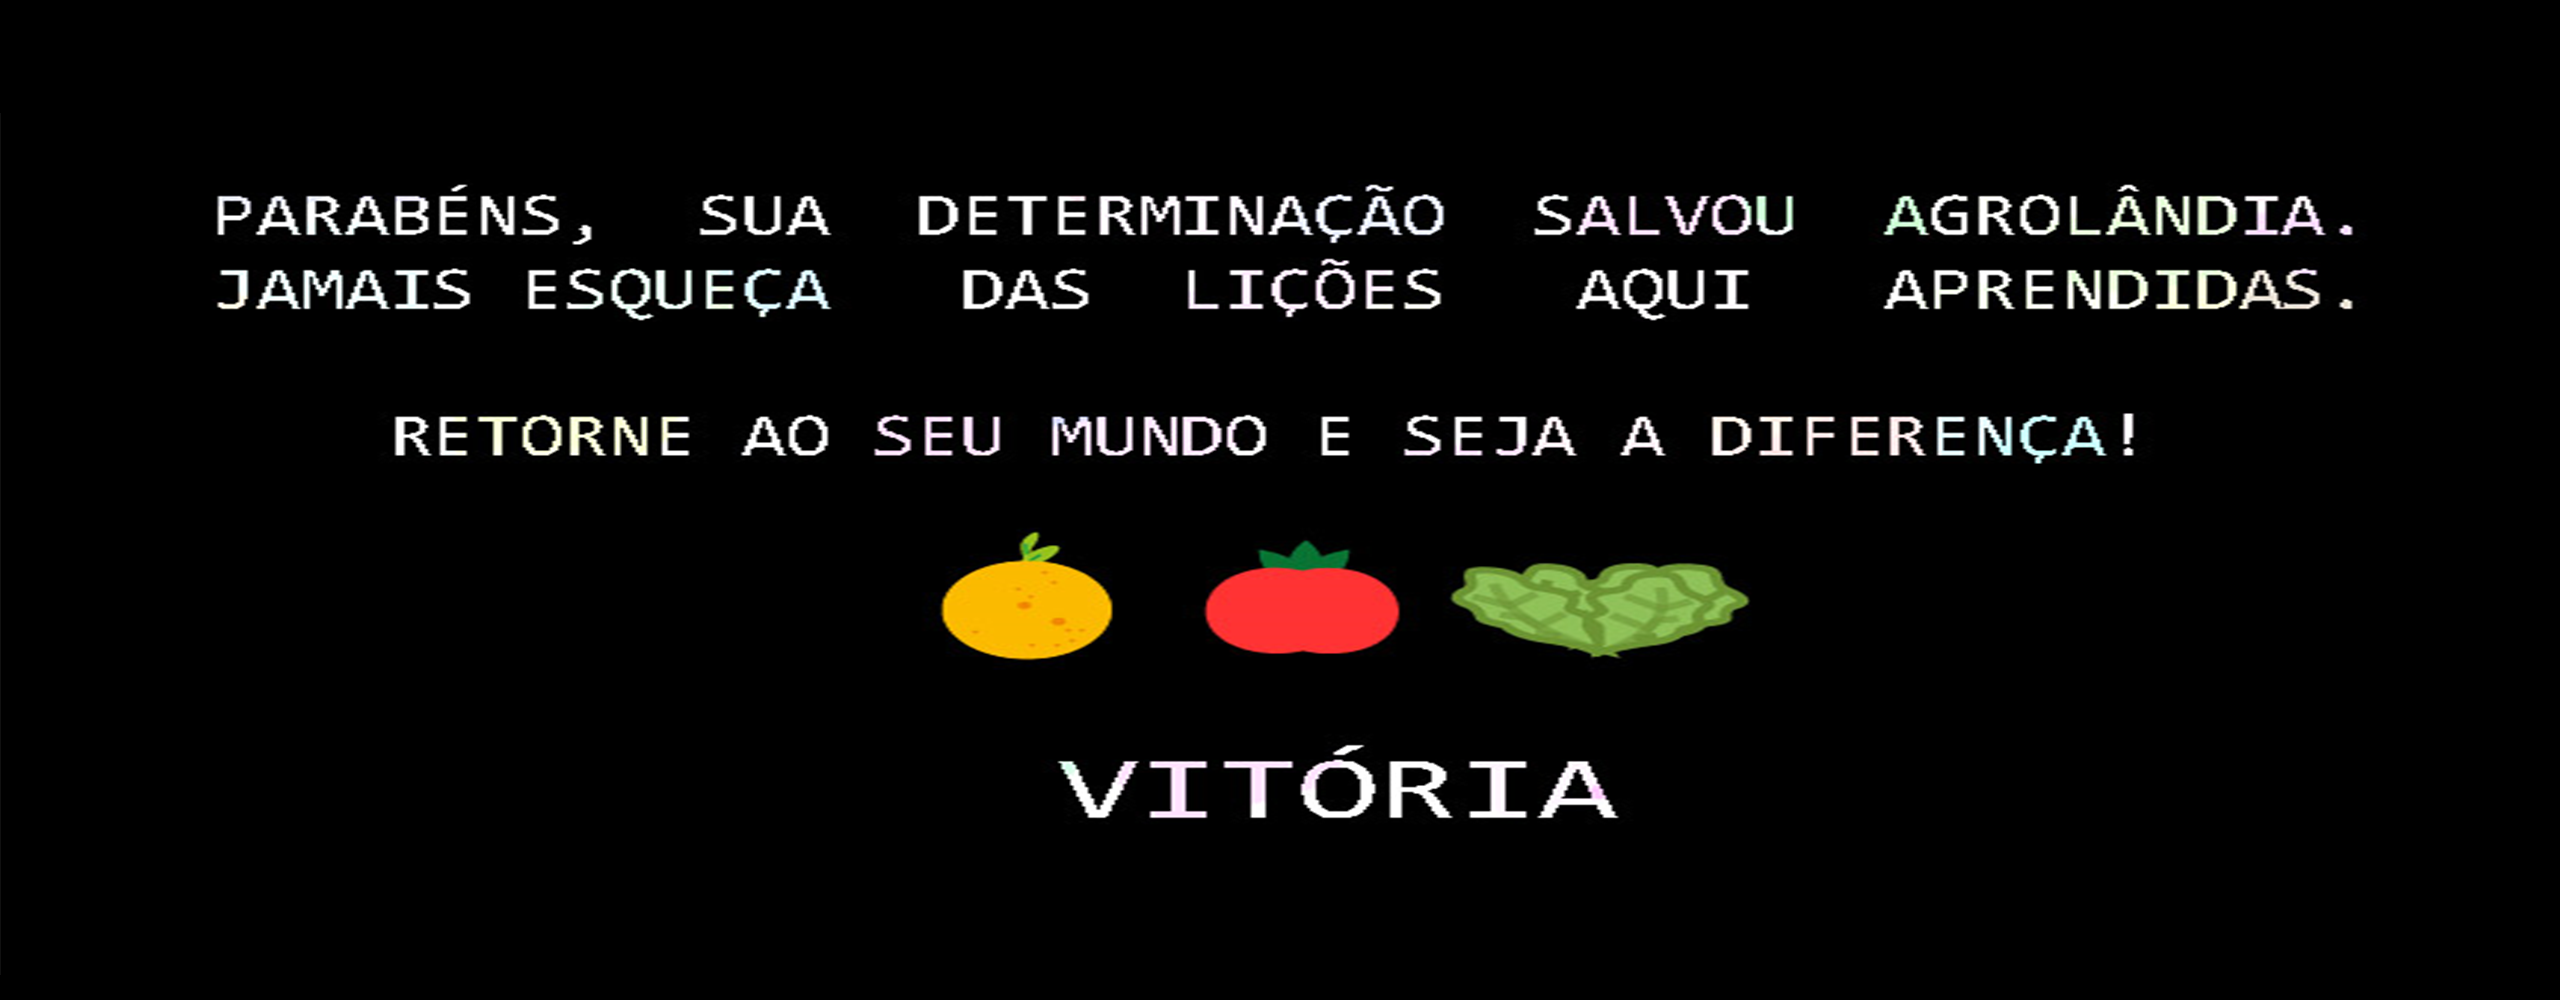 PARABÉNS, SUA DETERMINAÇÃO SALVOU AGROLÂNDIA.
JAMAIS ESQUEÇA DAS LIÇÕES AQUI APRENDIDAS.
RETORNE AO SEU MUNDO E SEJA A DIFERENÇA!
VITÓRIA